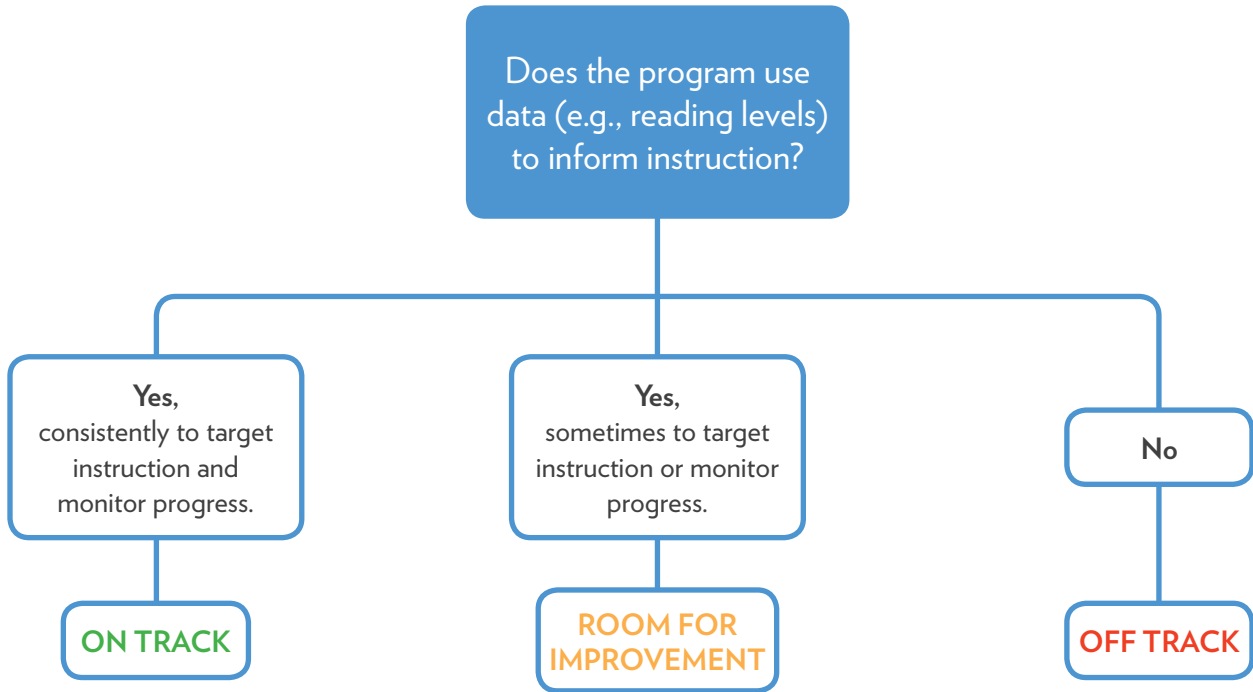 Does the program use
data (e.g., reading levels)
to inform instruction?
Yes,
consistently to target
instruction and
monitor progress.
Yes,
sometimes to target
instruction or monitor
progress.
No
ON TRACK
ROOM FOR
IMPROVEMENT
OFF TRACK